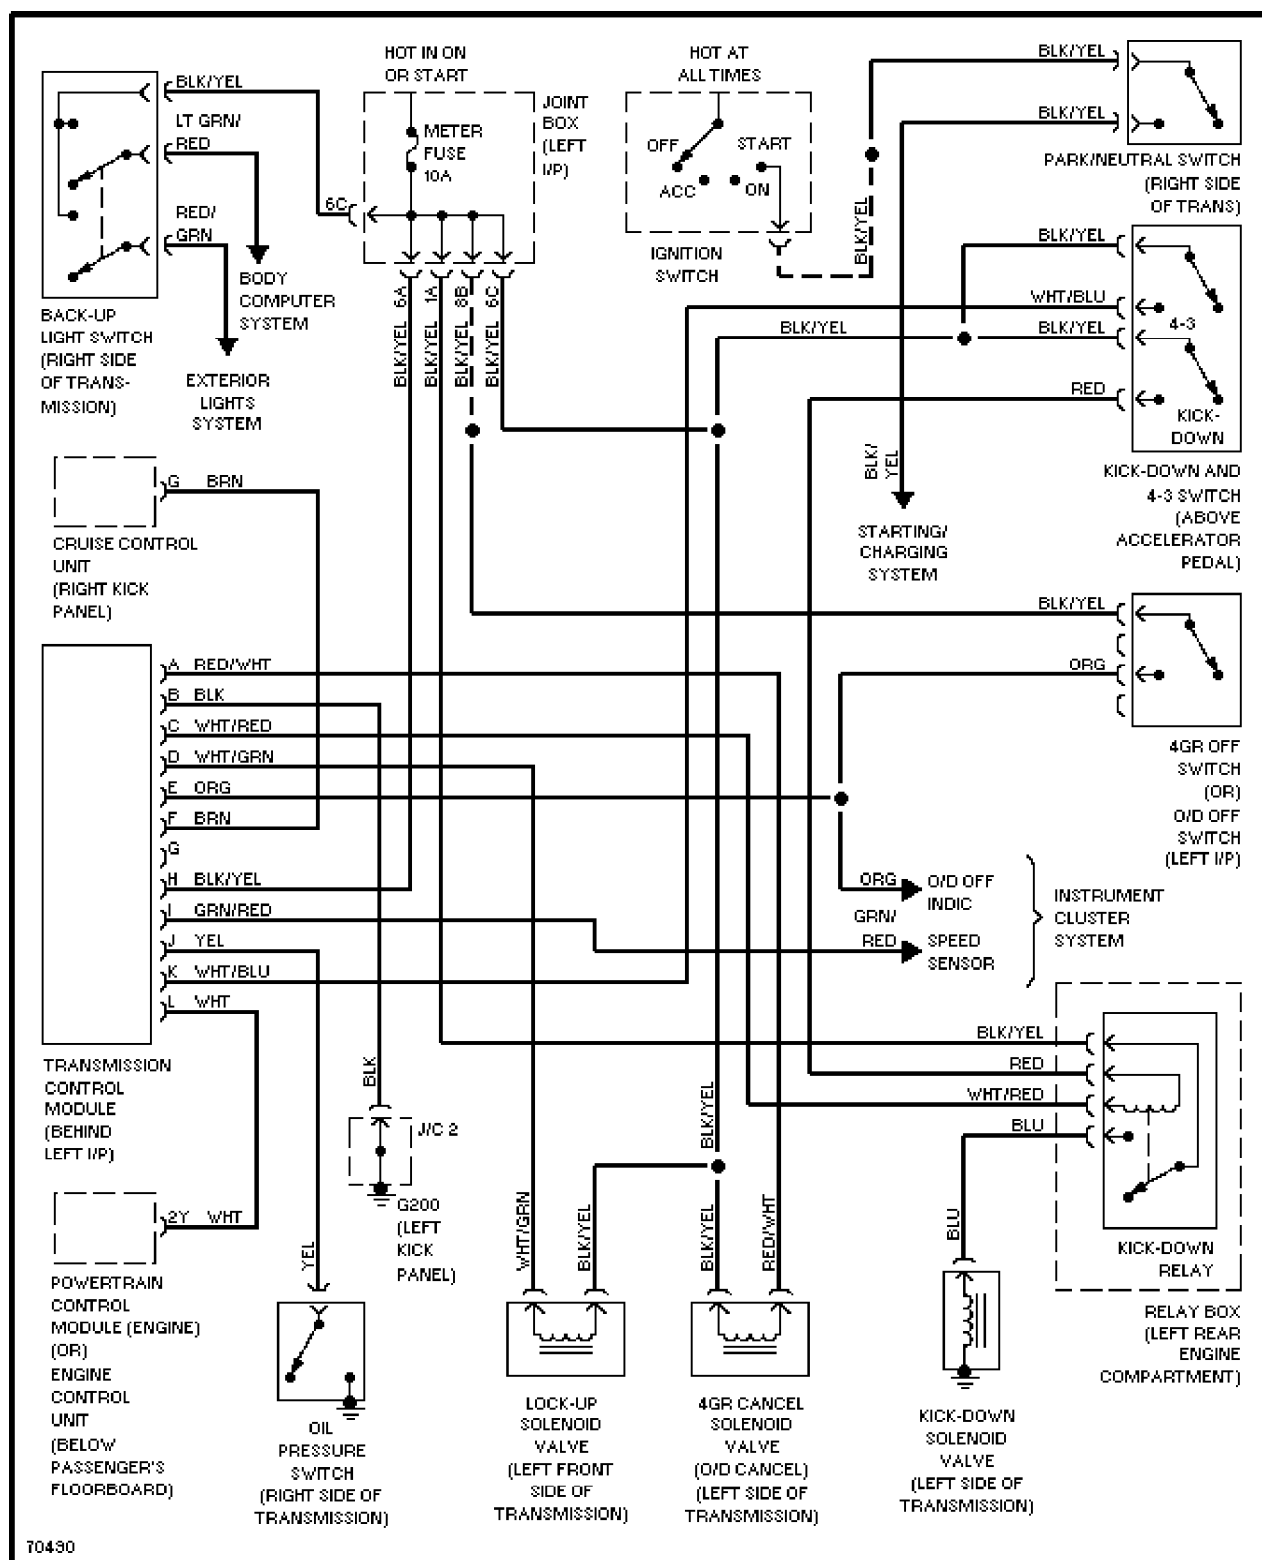 HOT IN ON
OR START
HOT AT
ALL TIMES
BLK/YEL
BLK/YEL
PARK/NEUTRAL SWITCH
(RIGHT SIDE
OF TRANS)
BLK/YEL
LT GRN/
RED
RED/
GRN
BODY
COMPUTER
SYSTEM
BACK-UP
LIGHT SWITCH
(RIGHT SIDE
OF TRANS-
MISSION)
EXTERIOR
LIGHTS
SYSTEM
METER
FUSE
10A
JOINT
BOX
(LEFT
I/P)
6C
6A
1A
8B
6C
BLK/YEL
BLK/YEL
BLK/YEL
BLK/YEL
OFF
START
ACC
ON
IGNITION
SWITCH
BLK/YEL
BLK/YEL
WHT/BLU
4-3
BLK/YEL
BLK/YEL
RED
KICK-
DOWN
KICK-DOWN AND
4-3 SWITCH
(ABOVE
ACCELERATOR
PEDAL)
BLK/
YEL
STARTING/
CHARGING
SYSTEM
G BRN
CRUISE CONTROL
UNIT
(RIGHT KICK
PANEL)
BLK/YEL
ORG
4GR OFF
SWITCH
(OR)
O/D OFF
SWITCH
(LEFT I/P)
A RED/WHT
B BLK
C WHT/RED
D WHT/GRN
E ORG
F BRN
G
H BLK/YEL
I GRN/RED
J YEL
K WHT/BLU
L WHT
TRANSMISSION
CONTROL
MODULE
(BEHIND
LEFT I/P)
ORG
O/D OFF
INDIC
GRN/
RED
SPEED
SENSOR
INSTRUMENT
CLUSTER
SYSTEM
BLK/YEL
RED
WHT/RED
BLU
KICK-DOWN
RELAY
RELAY BOX
(LEFT REAR
ENGINE
COMPARTMENT)
BLK
J/C 2
G200
(LEFT
KICK
PANEL)
2Y WHT
POWERTRAIN
CONTROL
MODULE (ENGINE)
(OR)
ENGINE
CONTROL
UNIT
(BELOW
PASSENGER'S
FLOORBOARD)
YEL
OIL
PRESSURE
SWITCH
(RIGHT SIDE OF
TRANSMISSION)
WHT/GRN
BLK/YEL
LOCK-UP
SOLENOID
VALVE
(LEFT FRONT
SIDE OF
TRANSMISSION)
BLK/YEL
BLK/YEL
RED/WHT
4GR CANCEL
SOLENOID
VALVE
(O/D CANCEL)
(LEFT SIDE OF
TRANSMISSION)
BLU
KICK-DOWN
SOLENOID
VALVE
(LEFT SIDE OF
TRANSMISSION)
70430